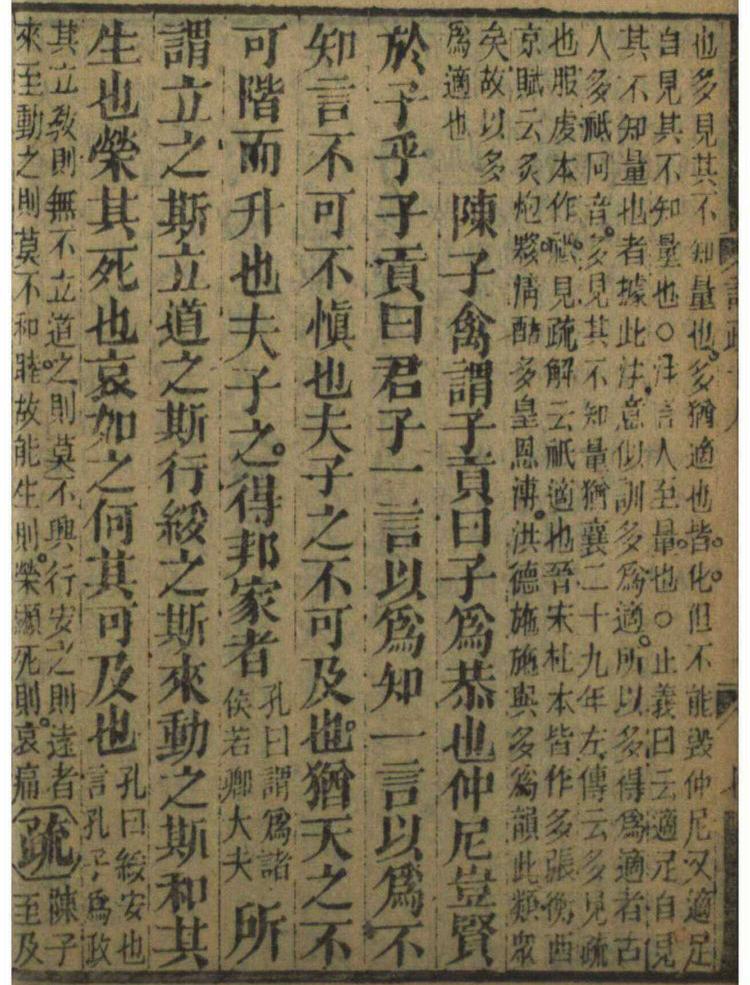 也多見其不知量也多猶適也皆化但不能毀仲尼又適足
自見其不知量也○注言人至量也○正義曰云適足自見
其不知量也者據此注意似訓多爲適所以多得爲適者古
人多祇同音多見其不知量猶襄二十九年左傳云多見疏
也服虔本作祇見疏解云祇適也晉宋杜本皆作多張衡西
京賦云炙炮夥清酤多皇恩溥洪德施施與多爲韻此類衆
矣故以多
爲適也
陳子禽謂子貢曰子爲恭也仲尼豈賢
於子乎子貢曰君子一言以爲知一言以爲不
知言不可不愼也夫子之不可及也猶天之不
可階而升也夫子之得邦家者
孔曰謂爲諸
侯若卿大夫
所
謂立之斯立道之斯行綏之斯來動之斯和其
生也榮其死也哀如之何其可及也
孔曰綏安也
言孔子爲政
其立敎則無不立道之則莫不興行安之則遠者
來至動之則莫不和睦故能生則榮顯死則哀痛
疏
陳子
至及